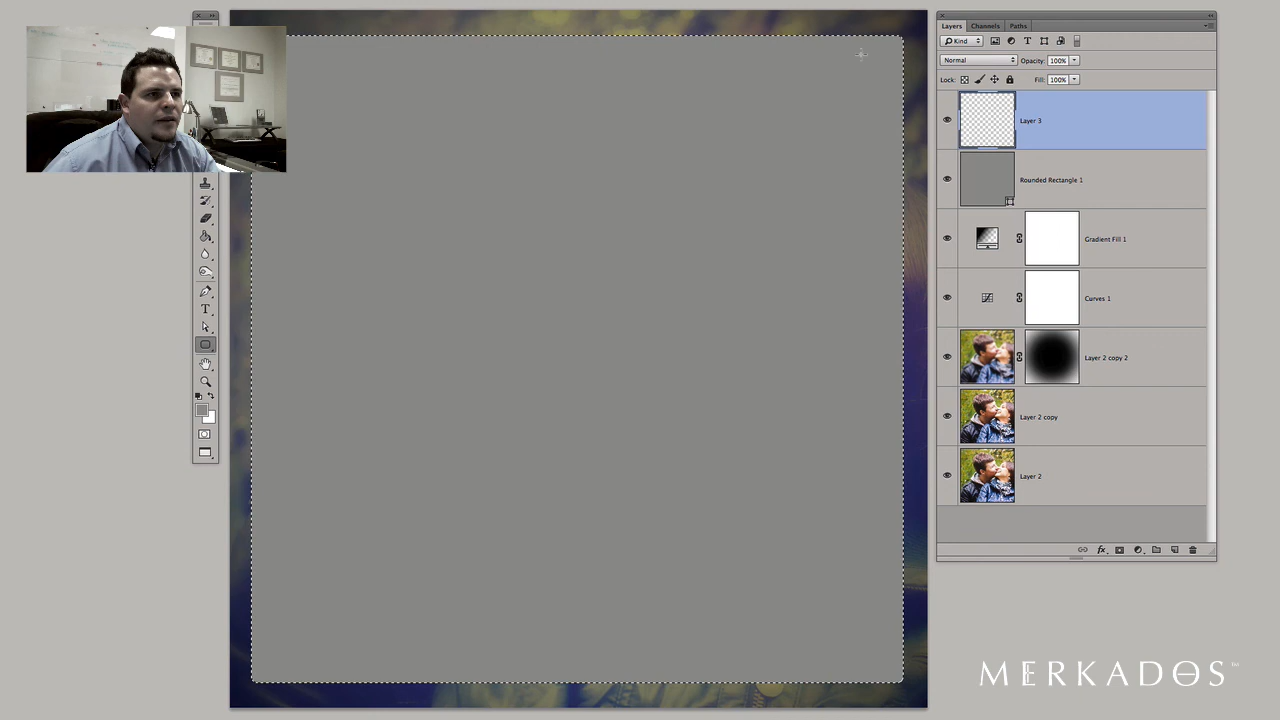 Layers Channels Paths
Kind
Normal Opacity: 100%
Lock: Fill: 100%
Layer 3
Rounded Rectangle 1
Gradient Fill 1
Curves 1
Layer 2 copy 2
Layer 2 copy
Layer 2
MERKADOS